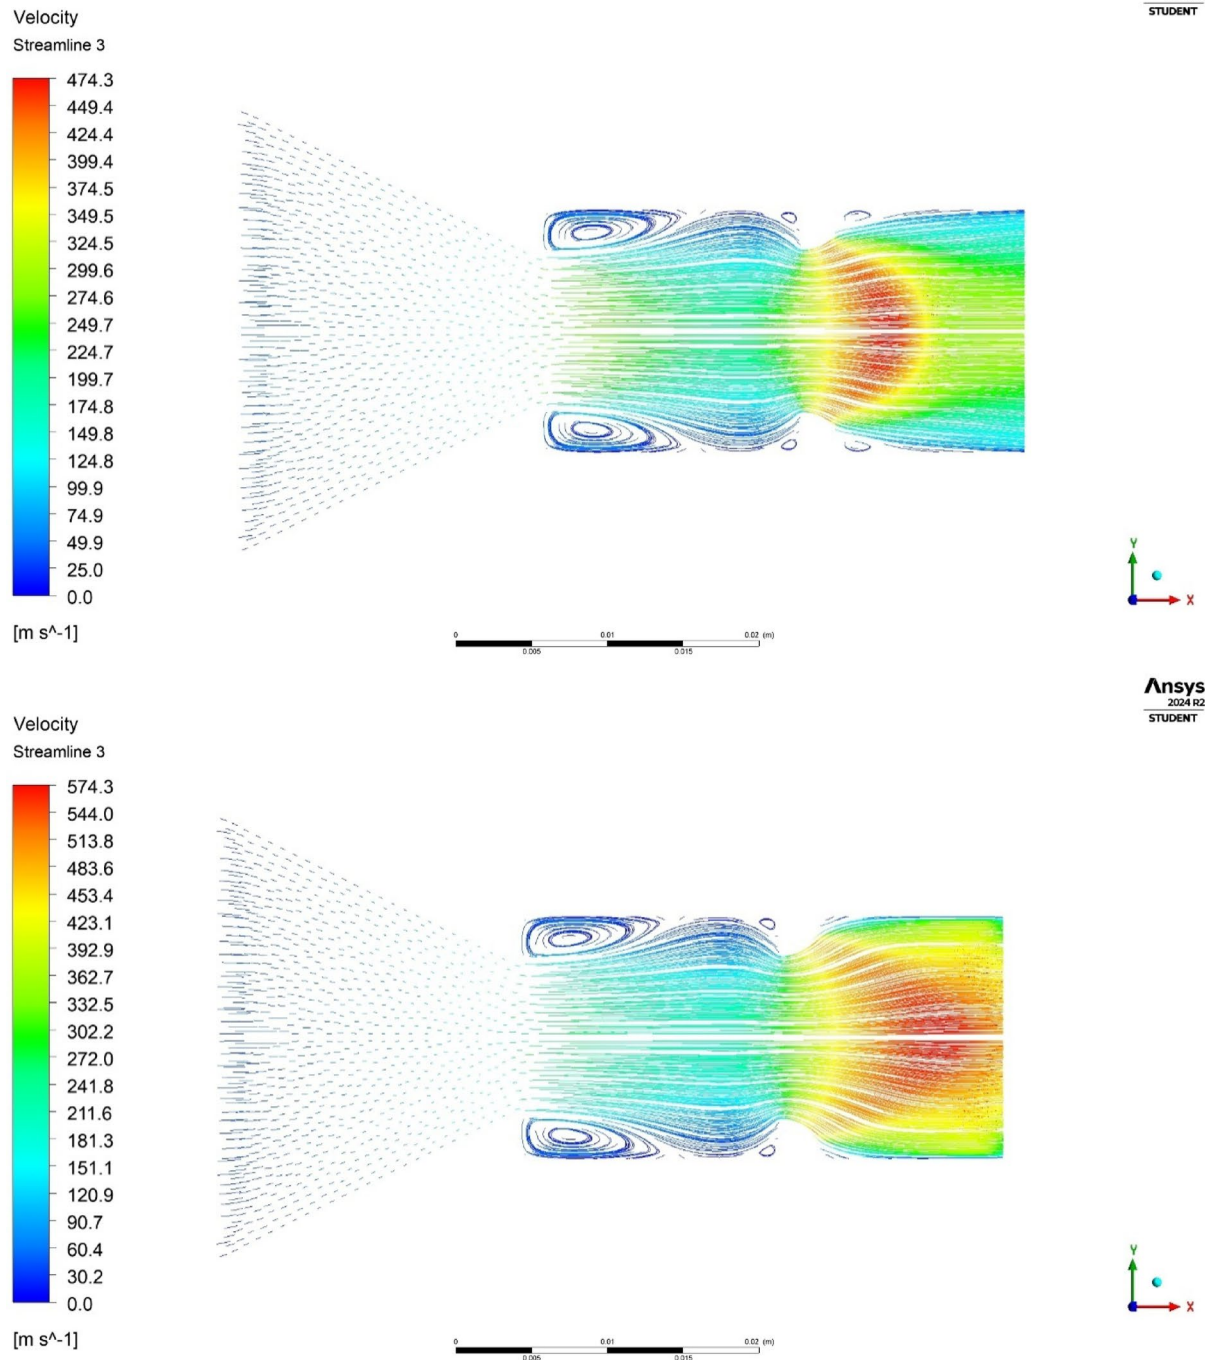 Velocity
Streamline 3
STUDENT
474.3
449.4
424.4
399.4
374.5
349.5
324.5
299.6
274.6
249.7
224.7
199.7
174.8
149.8
124.8
99.9
74.9
49.9
25.0
0.0
[m s^-1]
Y
X
0 0.01 0.02 (m)
0.005 0.015
Ansys
2024 R2
STUDENT
Velocity
Streamline 3
574.3
544.0
513.8
483.6
453.4
423.1
392.9
362.7
332.5
302.2
272.0
241.8
211.6
181.3
151.1
120.9
90.7
60.4
30.2
0.0
[m s^-1]
Y
X
0 0.01 0.02 (m)
0.005 0.015